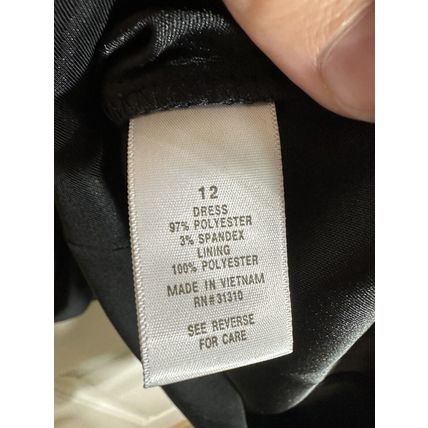 12
DRESS
97% POLYESTER
3% SPANDEX
LINING
100% POLYESTER
MADE IN VIETNAM
RN#31310
SEE REVERSE
FOR CARE